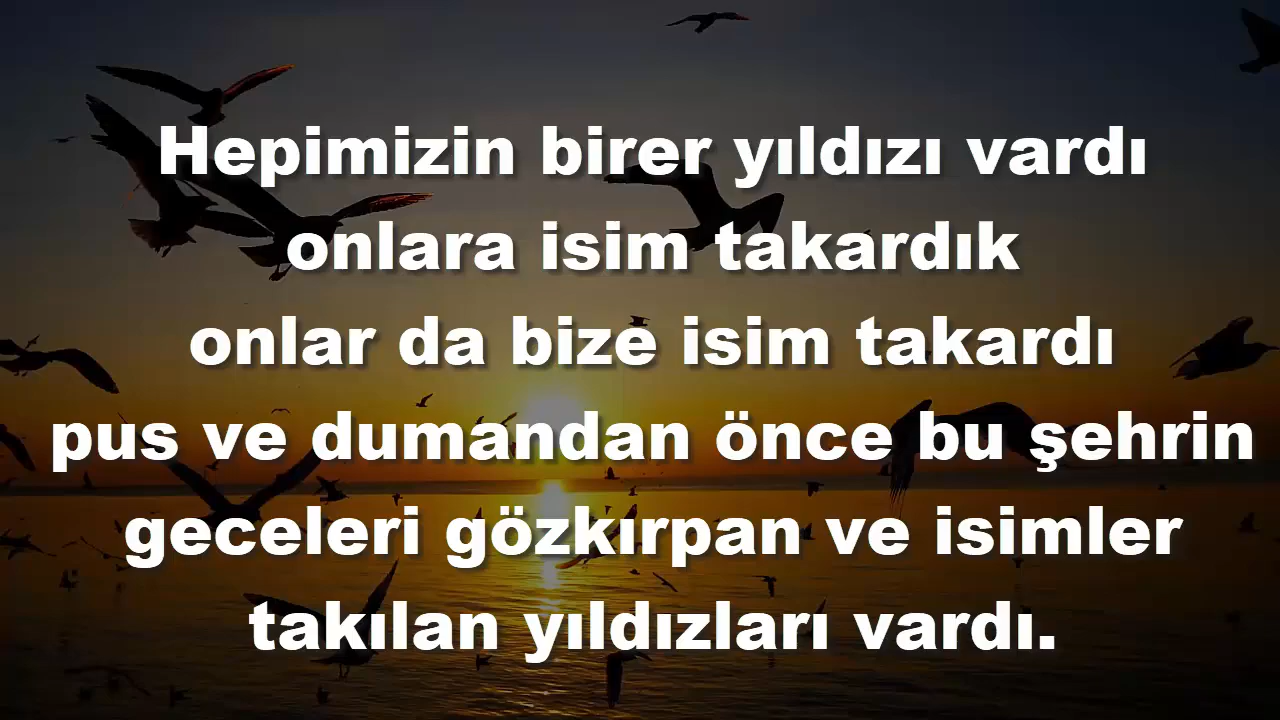 Hepimizin birer yıldızı vardı
onlara isim takardık
onlar da bize isim takardı
pus ve dumandan önce bu şehrin
geceleri gözkırpan ve isimler
takılan yıldızları vardı.